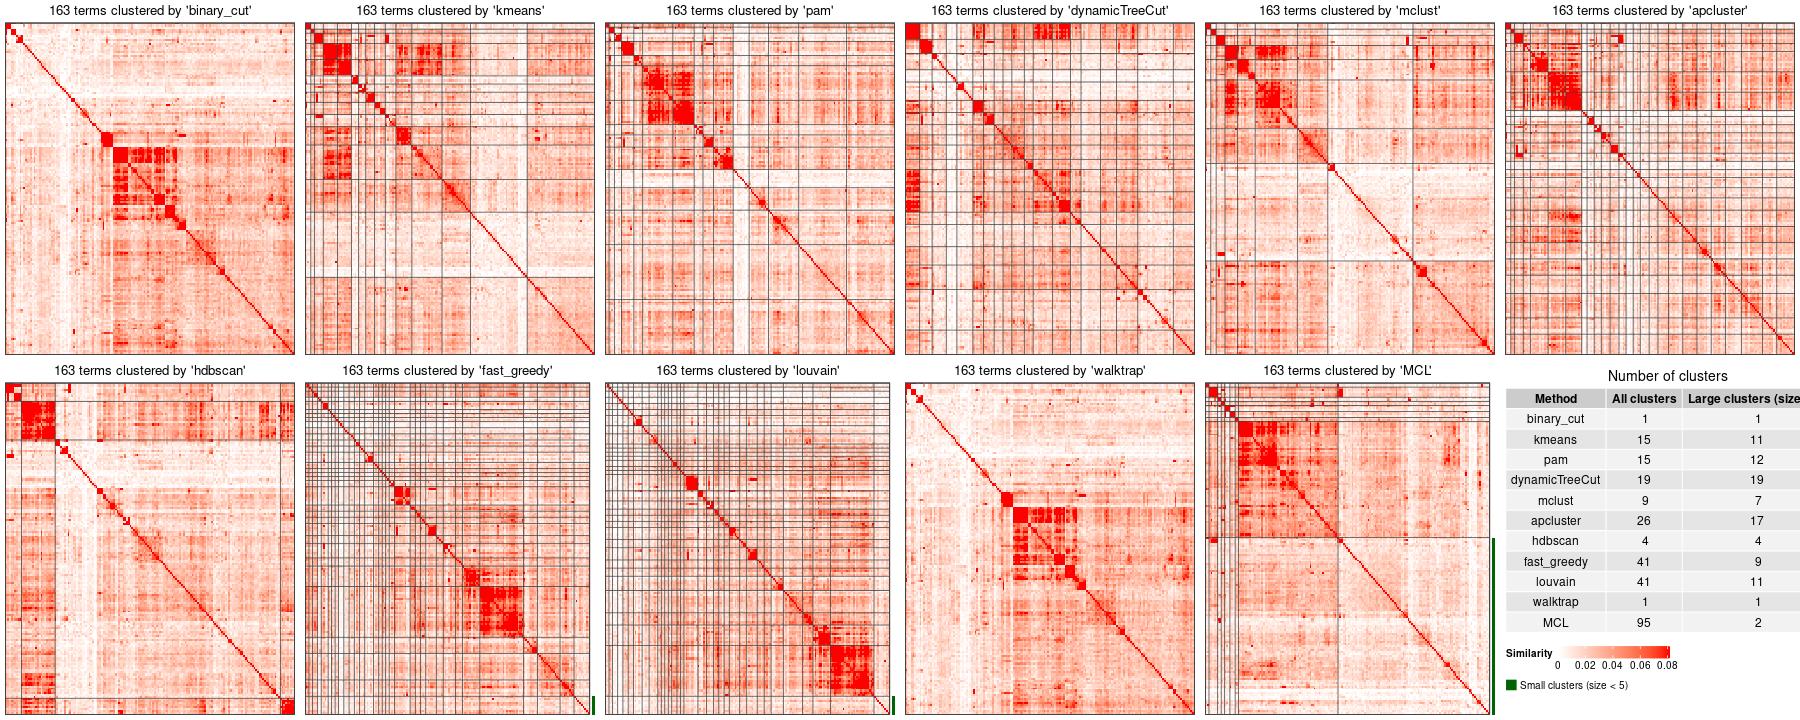 163 terms clustered by 'binary_cut'
163 terms clustered by 'kmeans'
163 terms clustered by 'pam'
163 terms clustered by 'dynamicTreeCut'
163 terms clustered by 'mclust'
163 terms clustered by 'apcluster'
163 terms clustered by 'hdbscan'
163 terms clustered by 'fast_greedy'
163 terms clustered by 'louvain'
163 terms clustered by 'walktrap'
163 terms clustered by 'MCL'
Number of clusters
Method All clusters Large clusters (size
binary_cut 1 1
kmeans 15 11
pam 15 12
dynamicTreeCut 19 19
mclust 9 7
apcluster 26 17
hdbscan 4 4
fast_greedy 41 9
louvain 41 11
walktrap 1 1
MCL 95 2
Similarity
0 0.02 0.04 0.06 0.08
Small clusters (size < 5)